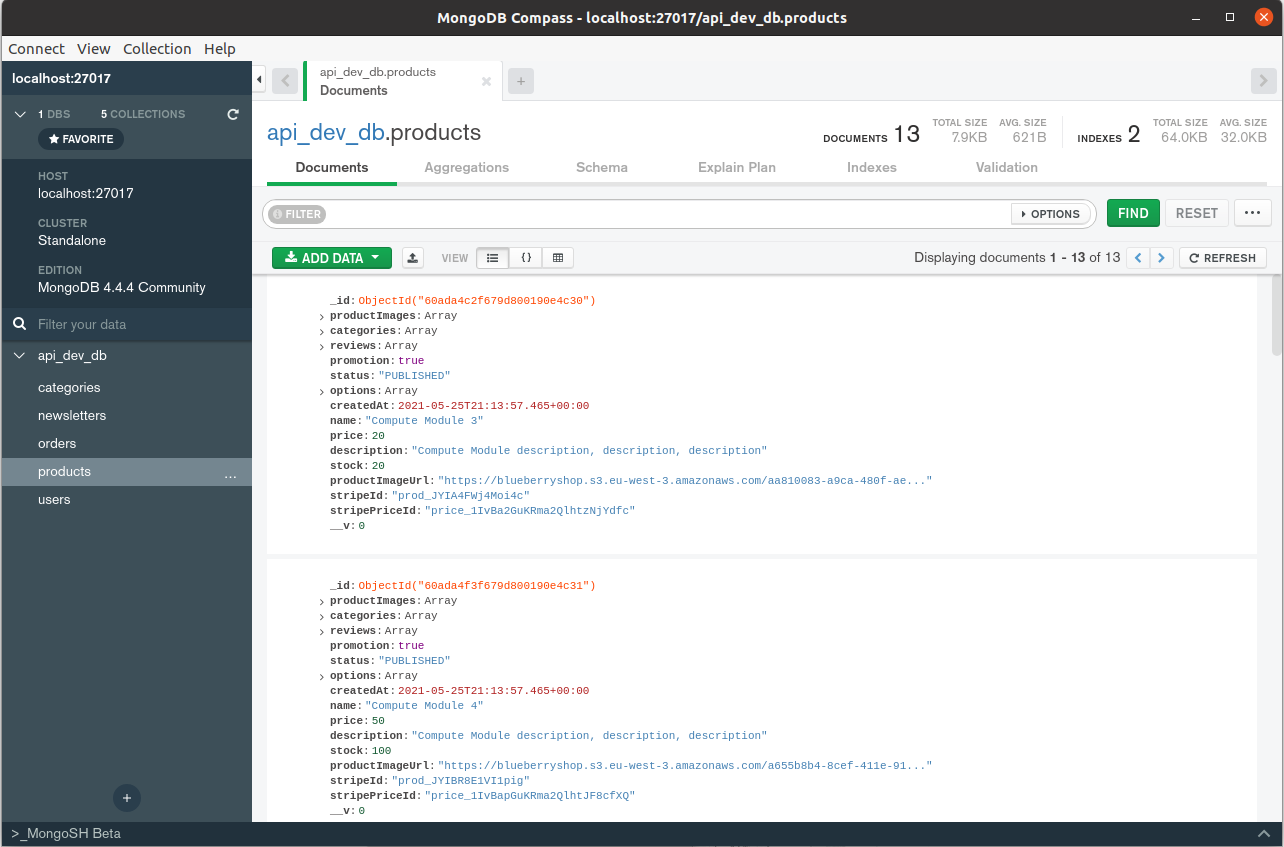 MongoDB Compass - localhost:27017/api_dev_db.products
Connect View Collection Help
localhost:27017
1 DBS 5 COLLECTIONS
FAVORITE
HOST
localhost:27017
CLUSTER
Standalone
EDITION
MongoDB 4.4.4 Community
Filter your data
api_dev_db
categories
newsletters
orders
products ...
users
+
api_dev_db.products
Documents
+
api_dev_db.products
DOCUMENTS 13 TOTAL SIZE 7.9KB AVG. SIZE 621B INDEXES 2 TOTAL SIZE 64.0KB AVG. SIZE 32.0KB
Documents Aggregations Schema Explain Plan Indexes Validation
FILTER OPTIONS FIND RESET ...
ADD DATA VIEW {} Displaying documents 1 - 13 of 13 < > REFRESH
_id: ObjectId("60ada4c2f679d800190e4c30")
> productImages: Array
> categories: Array
> reviews: Array
promotion: true
status: "PUBLISHED"
> options: Array
createdAt: 2021-05-25T21:13:57.465+00:00
name: "Compute Module 3"
price: 20
description: "Compute Module description, description, description"
stock: 20
productImageUrl: "https://blueberryshop.s3.eu-west-3.amazonaws.com/aa810083-a9ca-480f-ae..."
stripeId: "prod_JYIA4FWj4Moi4c"
stripePriceId: "price_1IvBa2GuKRma2QlhtzNjYdfc"
__v: 0
_id: ObjectId("60ada4f3f679d800190e4c31")
> productImages: Array
> categories: Array
> reviews: Array
promotion: true
status: "PUBLISHED"
> options: Array
createdAt: 2021-05-25T21:13:57.465+00:00
name: "Compute Module 4"
price: 50
description: "Compute Module description, description, description"
stock: 100
productImageUrl: "https://blueberryshop.s3.eu-west-3.amazonaws.com/a655b8b4-8cef-411e-91..."
stripeId: "prod_JYIBR8E1VI1pig"
stripePriceId: "price_1IvBapGuKRma2QlhtJF8cfXQ"
__v: 0
>_MongoSH Beta